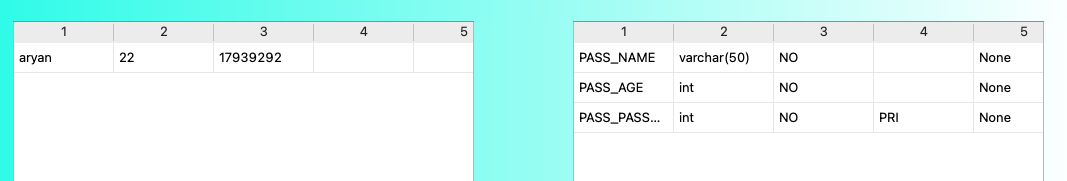 1 2 3 4 5
aryan 22 17939292
1 2 3 4 5
PASS_NAME varchar(50) NO None
PASS_AGE int NO None
PASS_PASS... int NO PRI None